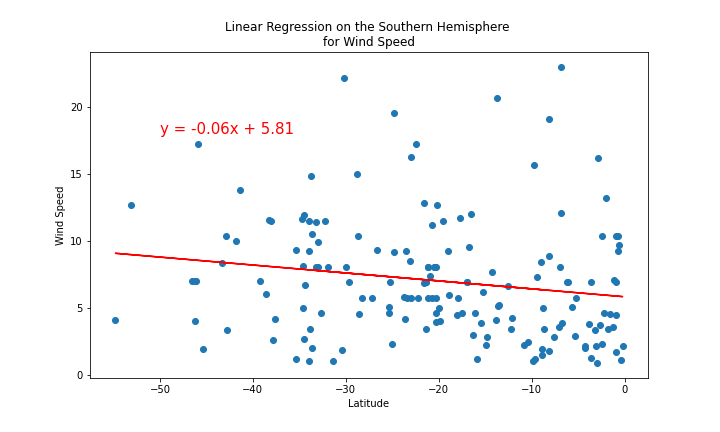 Linear Regression on the Southern Hemisphere
for Wind Speed
y = -0.06x + 5.81
Wind Speed
20
15
10
5
0
−50
−40
−30
−20
−10
0
Latitude